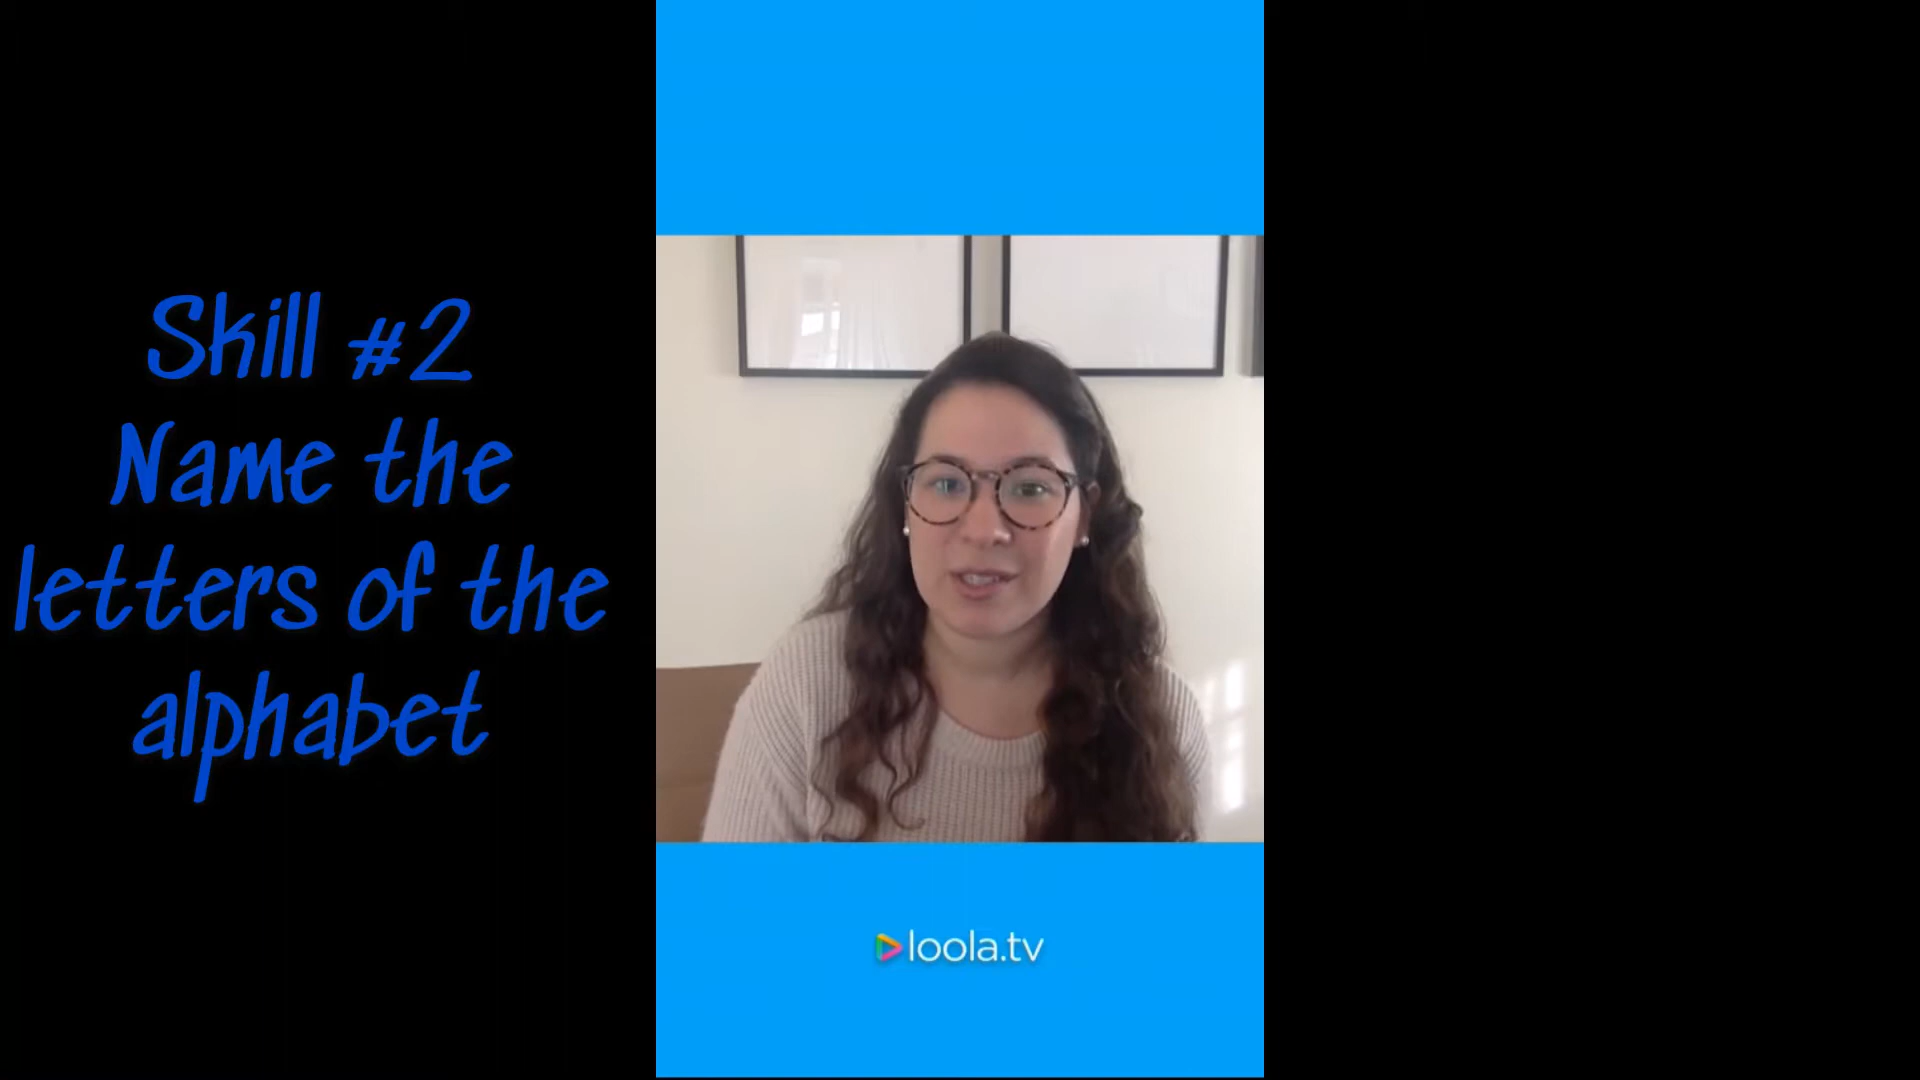 Skill #2
Name the
letters of the
alphabet
loola.tv